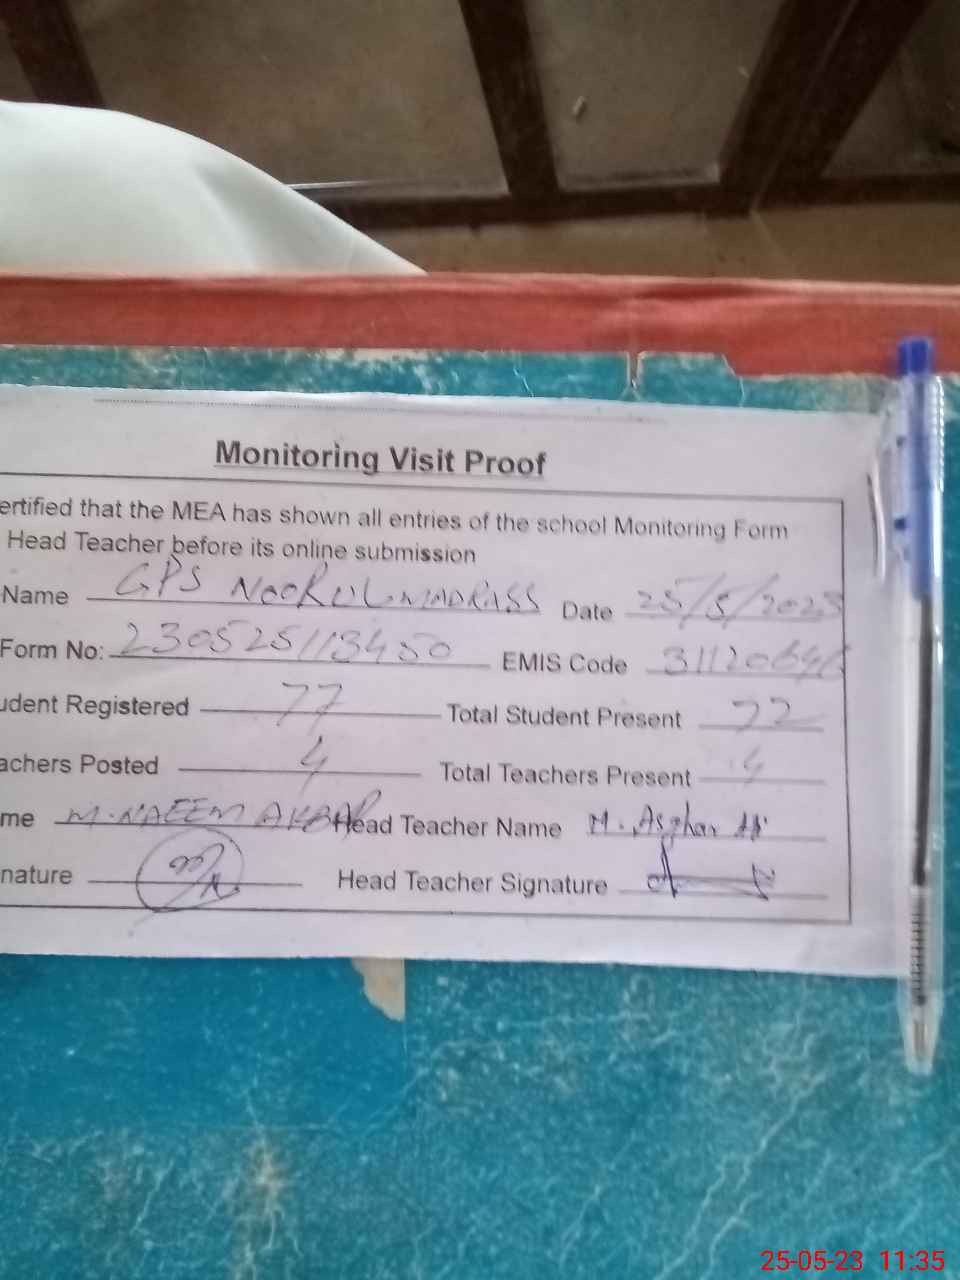 Monitoring Visit Proof
ertified that the MEA has shown all entries of the school Monitoring Form
Head Teacher before its online submission
Name GPS NOORUL MADRASS Date 25/5/2023
Form No: 230525113450 EMIS Code 31120646
udent Registered 77 Total Student Present 72
achers Posted 4 Total Teachers Present 4
me M. NAEEM AKBAR Head Teacher Name M. Asghar Ali
nature Head Teacher Signature
25-05-23 11:35